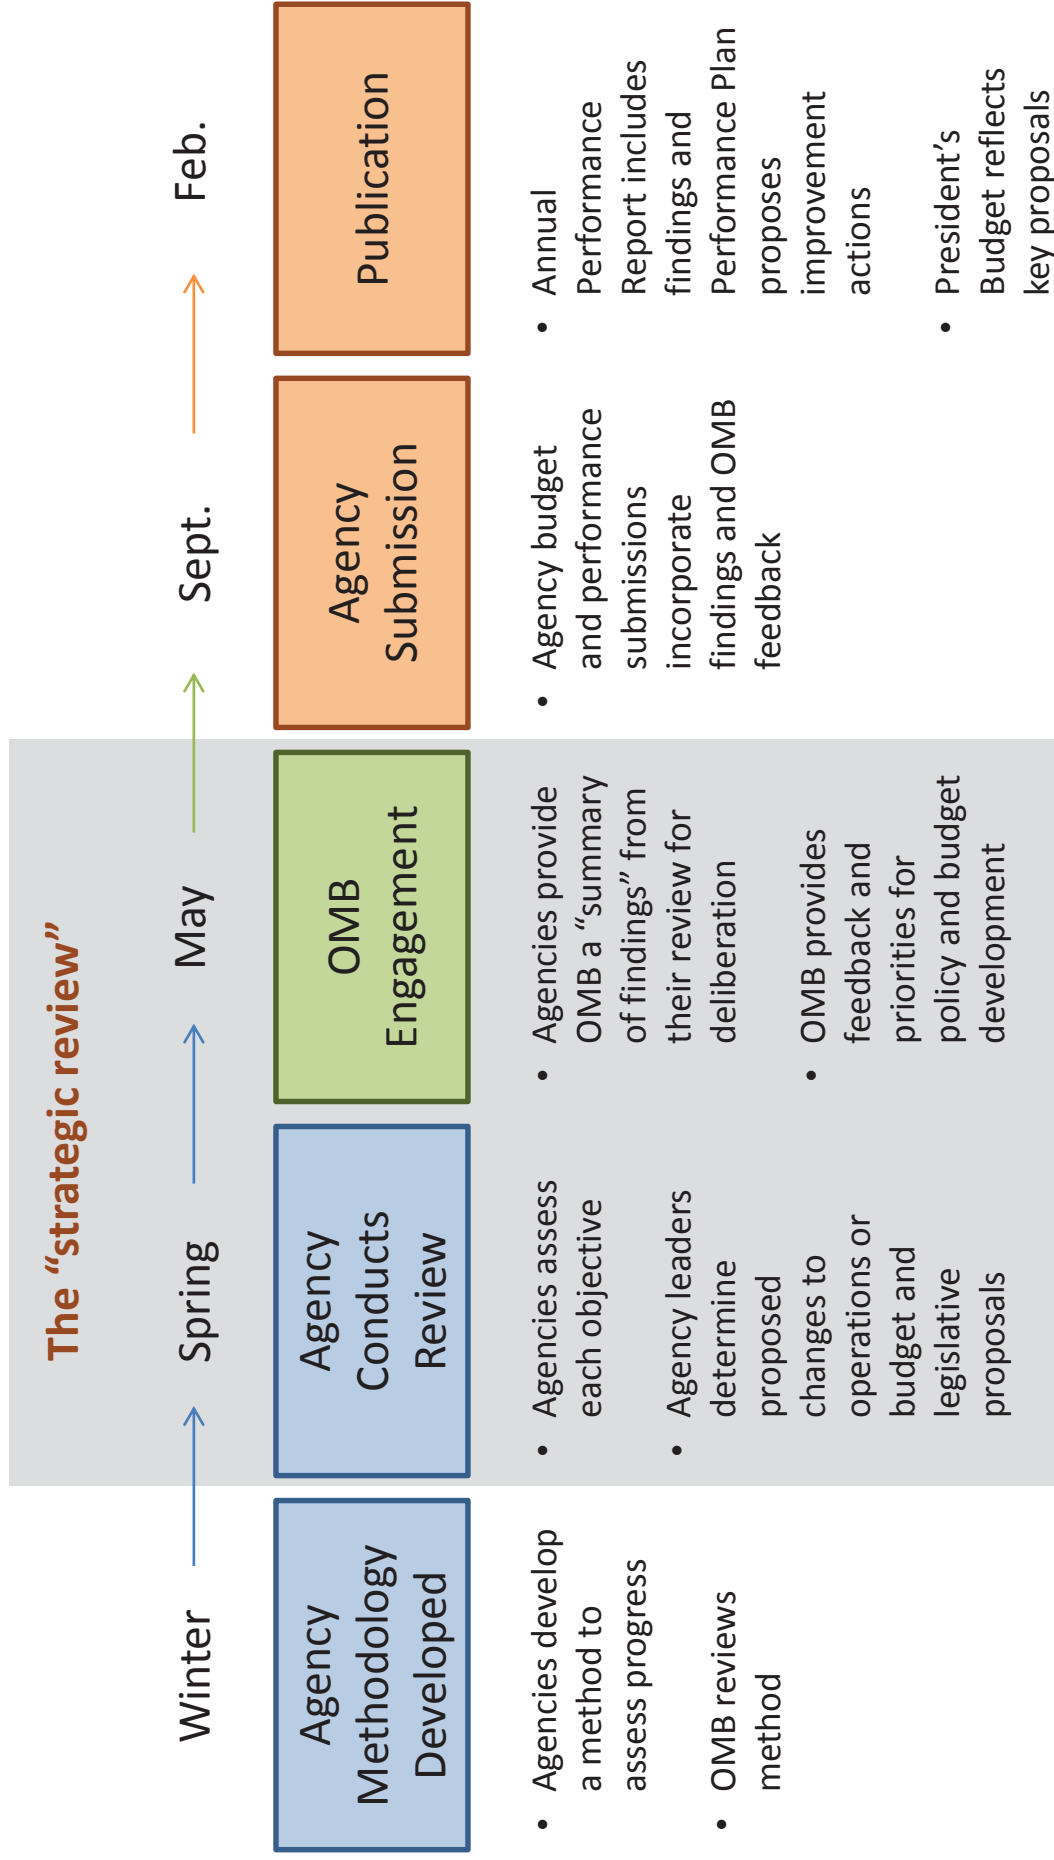 The “strategic review”
Winter
Spring
May
Sept.
Feb.
Agency
Methodology
Developed
Agency
Conducts
Review
OMB
Engagement
Agency
Submission
Publication
• Agencies develop
a method to
assess progress
• OMB reviews
method
• Agencies assess
each objective
• Agency leaders
determine
proposed
changes to
operations or
budget and
legislative
proposals
• Agencies provide
OMB a “summary
of findings” from
their review for
deliberation
• OMB provides
feedback and
priorities for
policy and budget
development
• Agency budget
and performance
submissions
incorporate
findings and OMB
feedback
• Annual
Performance
Report includes
findings and
Performance Plan
proposes
improvement
actions
• President’s
Budget reflects
key proposals